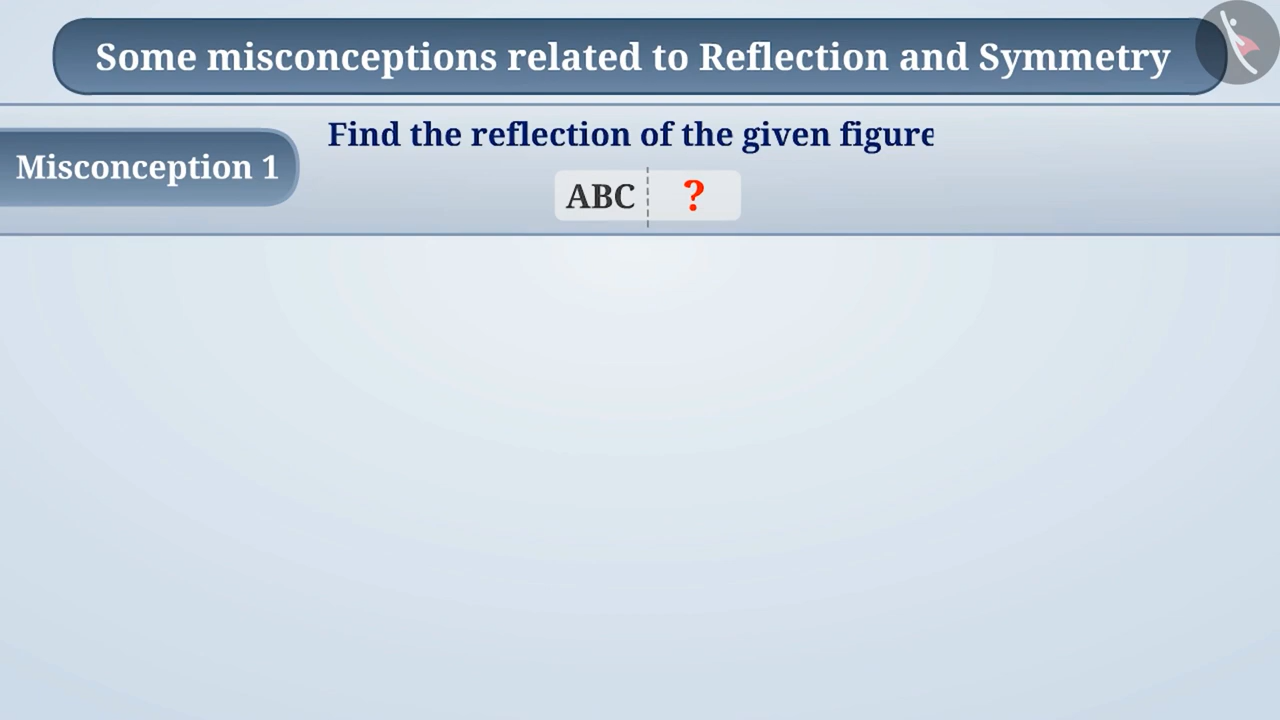 Some misconceptions related to Reflection and Symmetry
Misconception 1
Find the reflection of the given figure
ABC ?